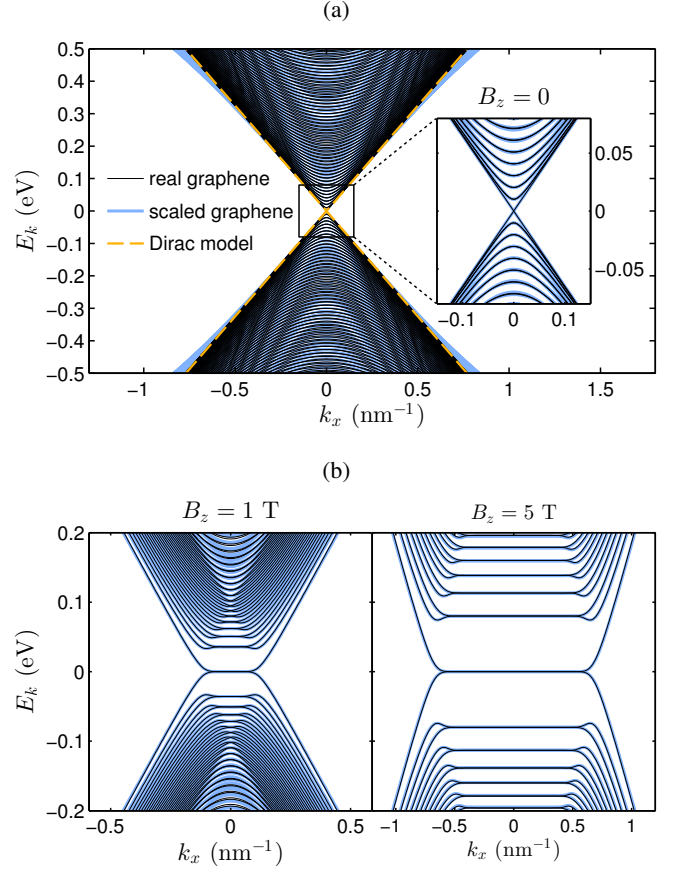 (a)
0.5
0.4
0.3
0.2
0.1
0
−0.1
−0.2
−0.3
−0.4
−0.5
E_k (eV)
real graphene
scaled graphene
Dirac model
B_z = 0
0.05
0
−0.05
−0.1 0 0.1
−1 −0.5 0 0.5 1 1.5
k_x (nm⁻¹)
(b)
B_z = 1 T
B_z = 5 T
0.2
0.1
0
−0.1
−0.2
E_k (eV)
−0.5 0 0.5
−1 −0.5 0 0.5 1
k_x (nm⁻¹)
k_x (nm⁻¹)